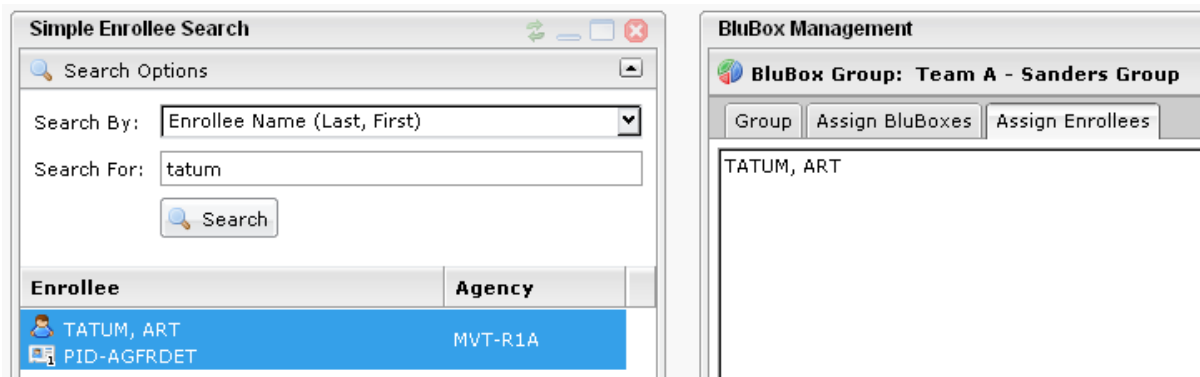 Simple Enrollee Search
Search Options
Search By: Enrollee Name (Last, First)
Search For: tatum
Search
Enrollee Agency
TATUM, ART
MVT-R1A
PID-AGFRDET
BluBox Management
BluBox Group: Team A - Sanders Group
Group Assign BluBoxes Assign Enrollees
TATUM, ART